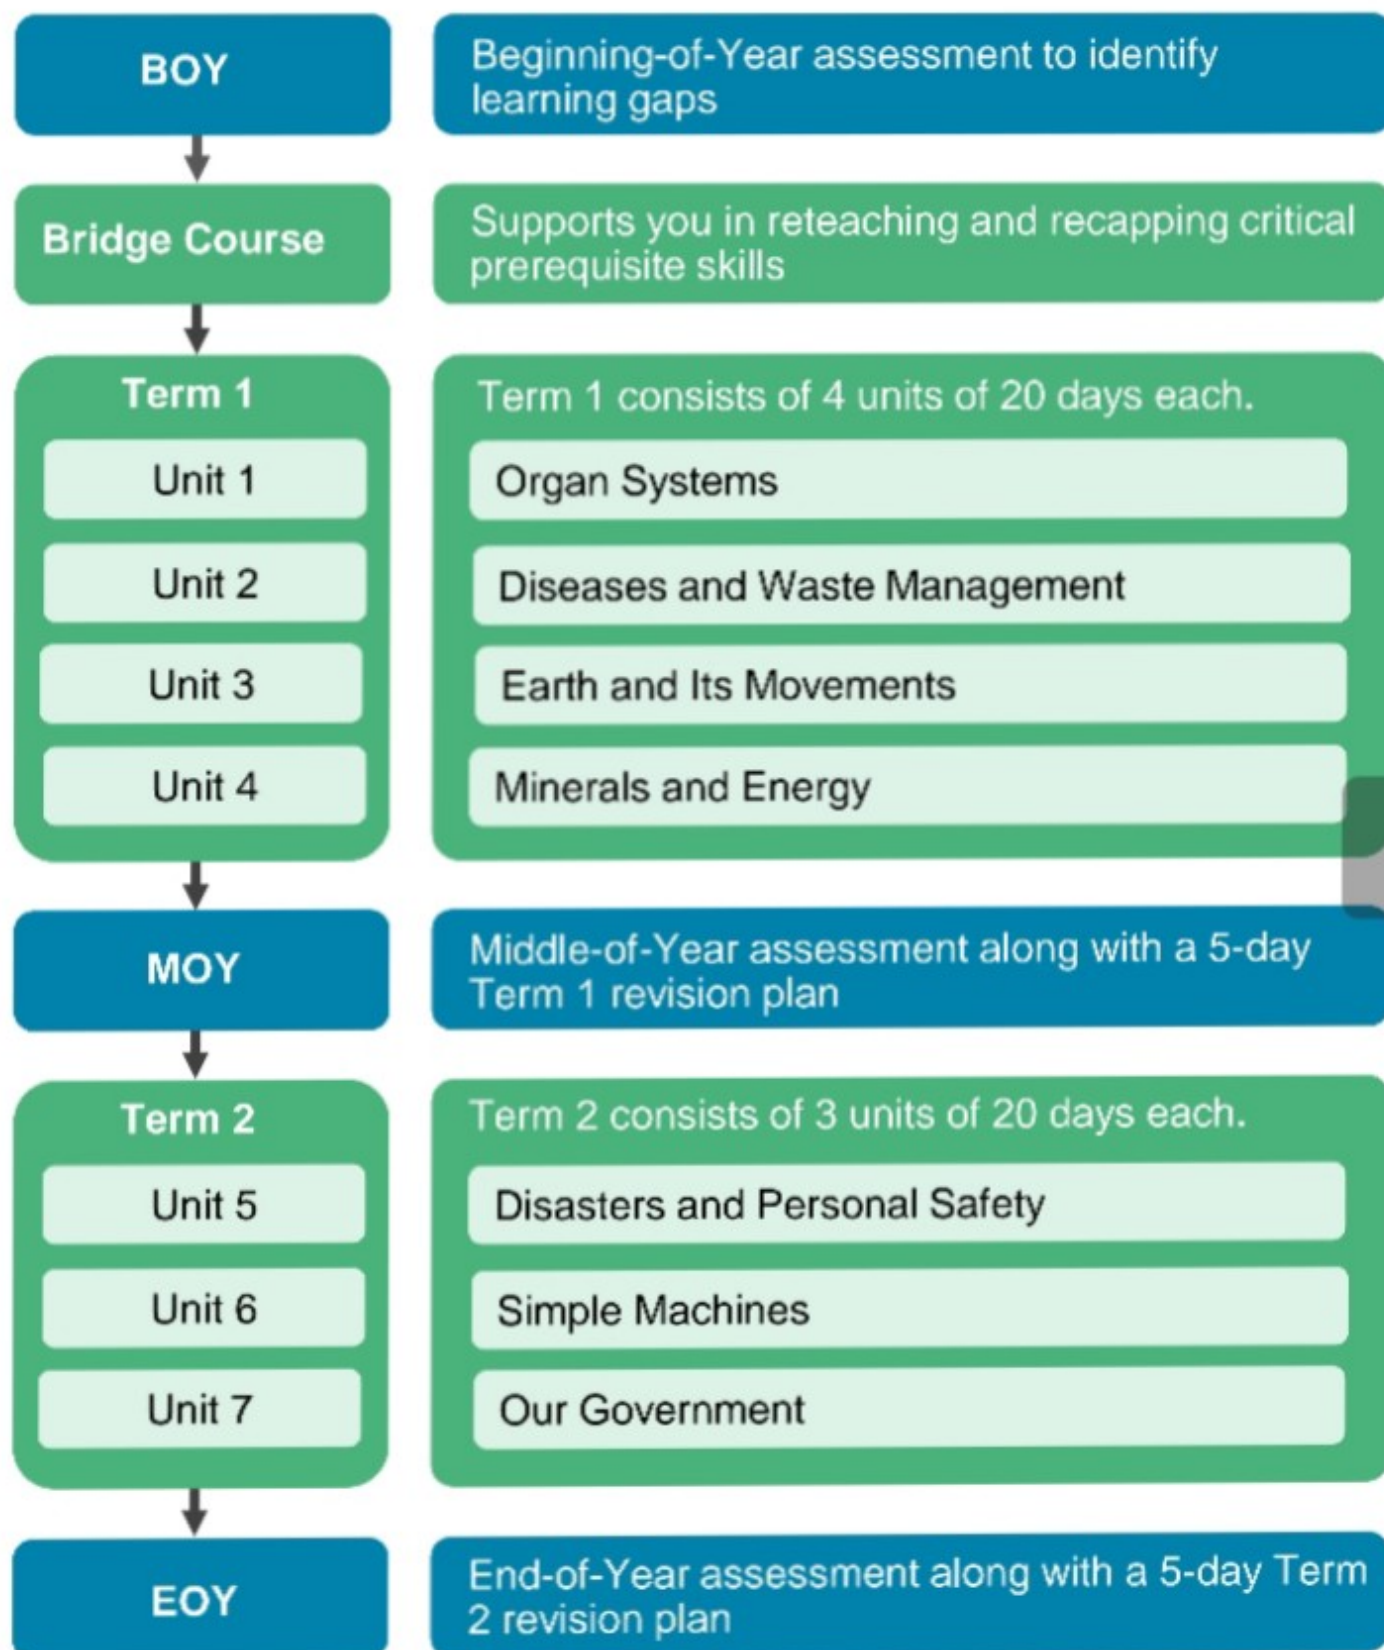 BOY
Beginning-of-Year assessment to identify
learning gaps
Bridge Course
Supports you in reteaching and recapping critical
prerequisite skills
Term 1
Term 1 consists of 4 units of 20 days each.
Unit 1
Organ Systems
Unit 2
Diseases and Waste Management
Unit 3
Earth and Its Movements
Unit 4
Minerals and Energy
MOY
Middle-of-Year assessment along with a 5-day
Term 1 revision plan
Term 2
Term 2 consists of 3 units of 20 days each.
Unit 5
Disasters and Personal Safety
Unit 6
Simple Machines
Unit 7
Our Government
EOY
End-of-Year assessment along with a 5-day Term
2 revision plan